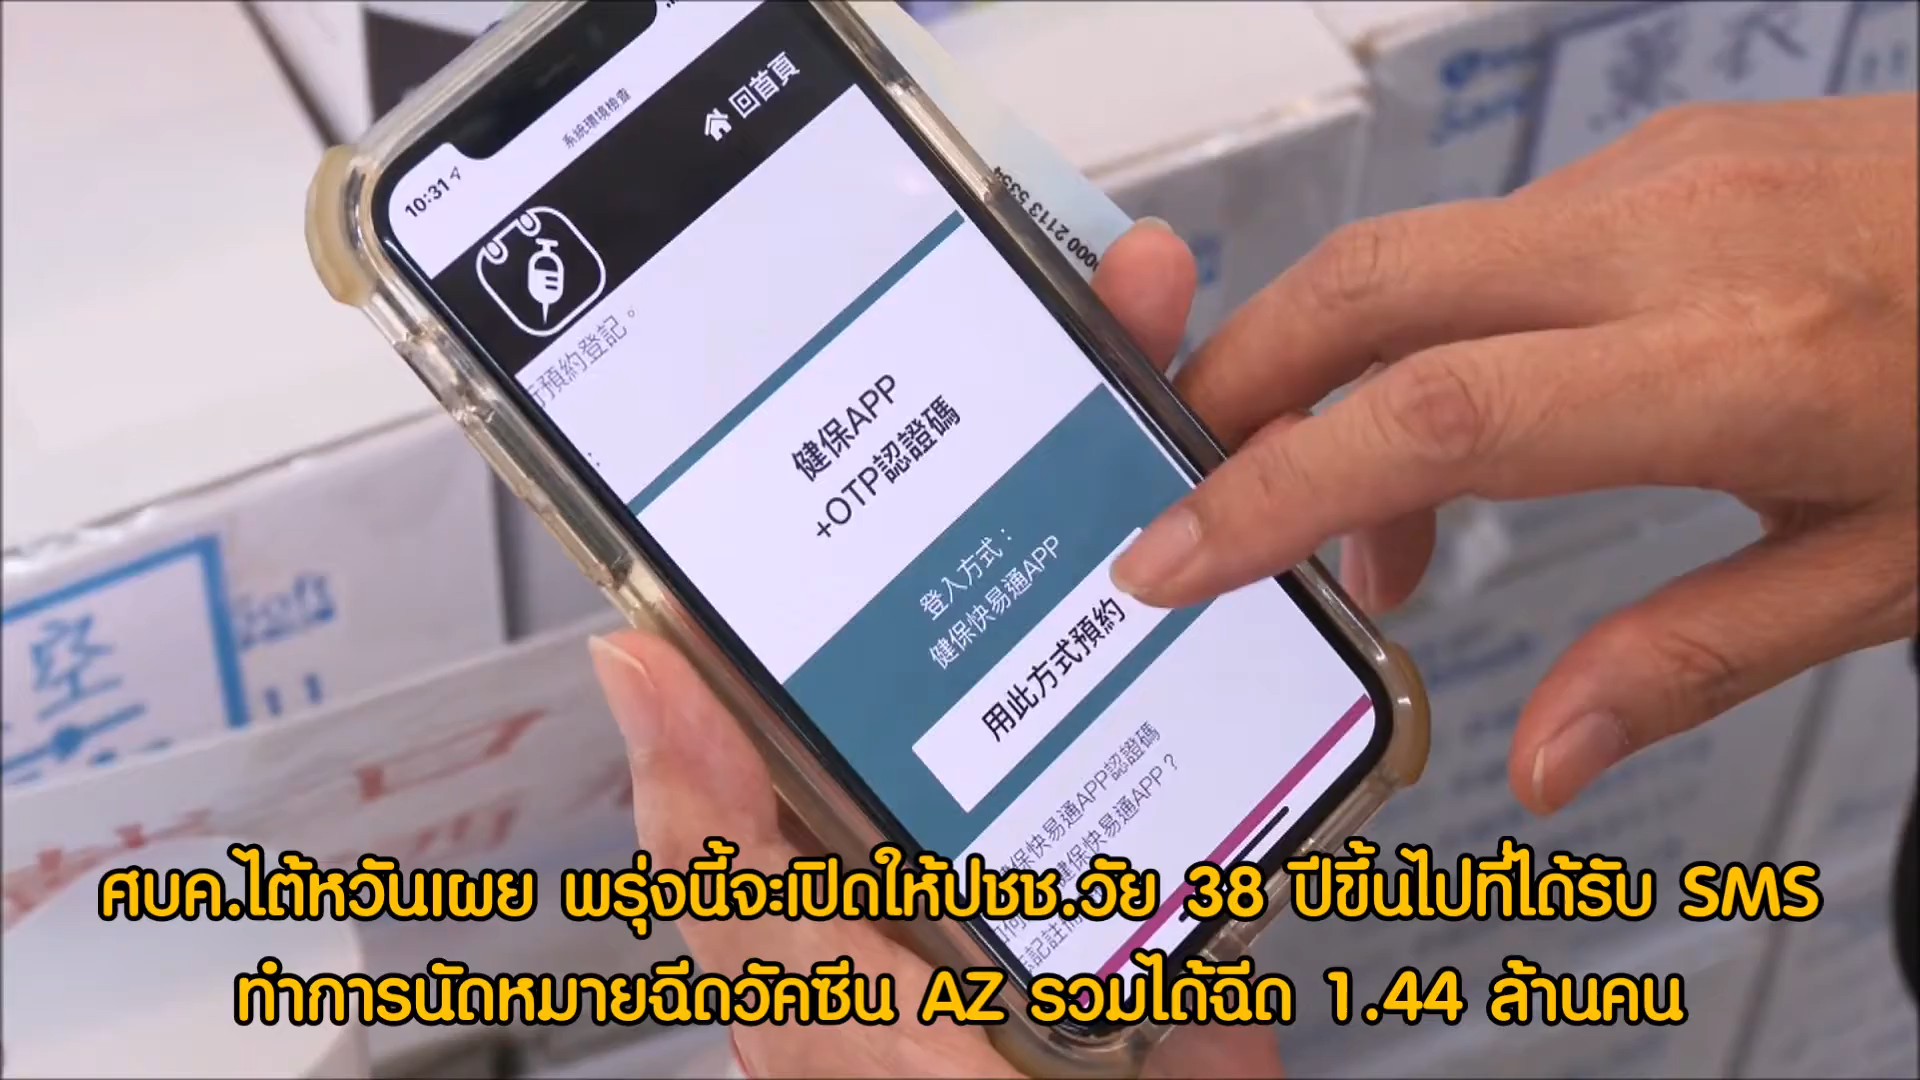 10:31
系統環境檢查
回首頁
預約登記。
健保APP
+OTP認證碼
登入方式：
健保快易通APP
用此方式預約
保快易通APP認證碼
健保快易通APP？
0000 2113 5354
Soft
空
ศบค.ไต้หวันเผย พรุ่งนี้จะเปิดให้ปชช.วัย 38 ปีขึ้นไปที่ได้รับ SMS
ทำการนัดหมายฉีดวัคซีน AZ รวมได้ฉีด 1.44 ล้านคน